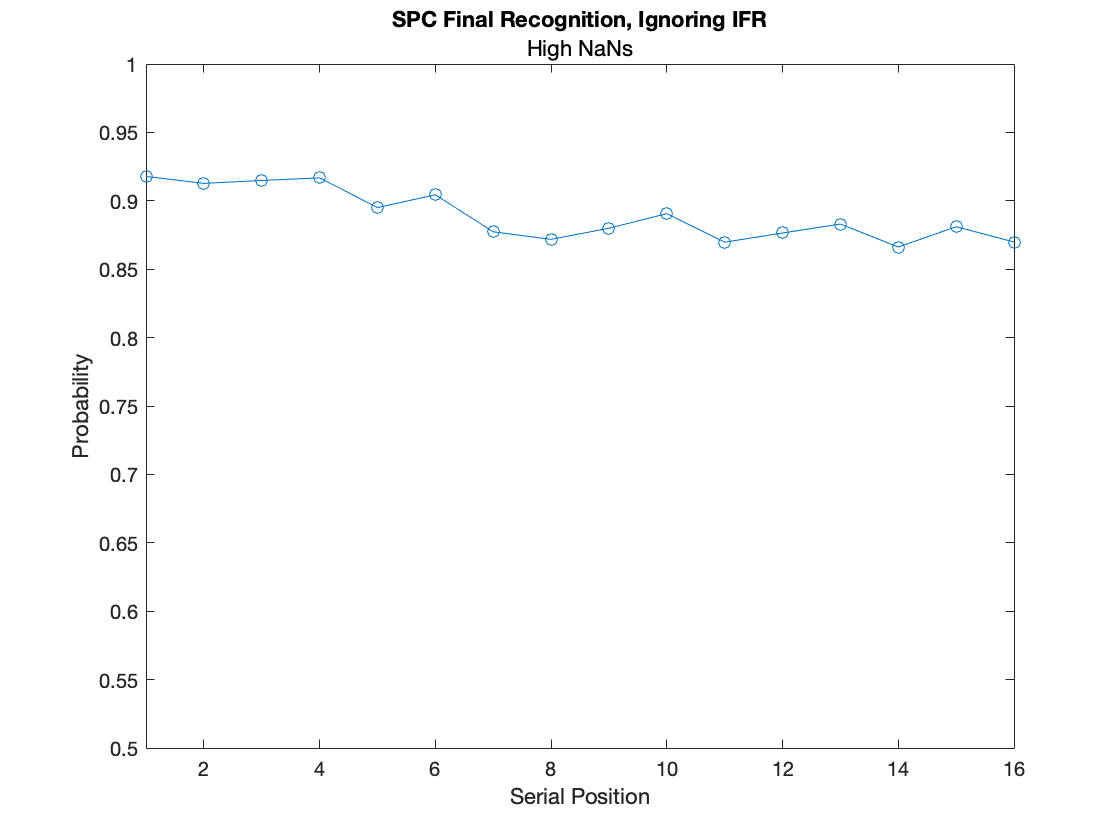 SPC Final Recognition, Ignoring IFR
High NaNs
1
0.95
0.9
0.85
0.8
0.75
0.7
0.65
0.6
0.55
0.5
Probability
2 4 6 8 10 12 14 16
Serial Position